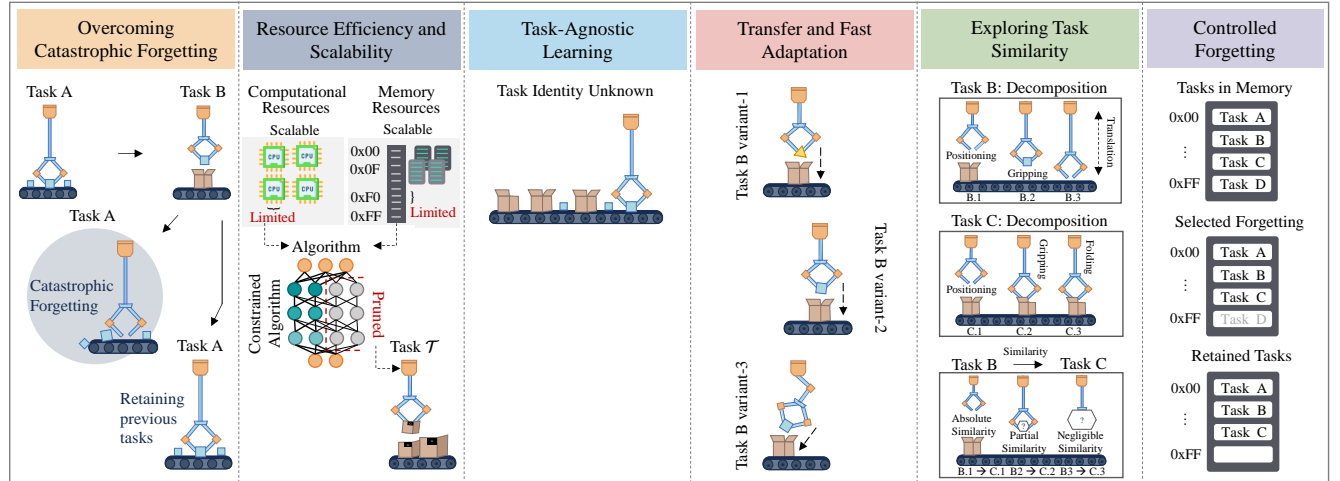 Overcoming
Catastrophic Forgetting
Task A
Task B
Task A
Catastrophic
Forgetting
Task A
Retaining
previous
tasks
Resource Efficiency and
Scalability
Computational
Resources
Memory
Resources
Scalable
Scalable
CPU
CPU
CPU
CPU
Limited
0x00
0x0F
0xF0
0xFF
}
Limited
Algorithm
Constrained
Algorithm
Pruned
Task 𝒯
Task-Agnostic
Learning
Task Identity Unknown
Transfer and Fast
Adaptation
Task B variant-1
Task B variant-2
Task B variant-3
Exploring Task
Similarity
Task B: Decomposition
Positioning
Gripping
Translation
B.1
B.2
B.3
Task C: Decomposition
Positioning
Gripping
Folding
C.1
C.2
C.3
Task B
Similarity
Task C
Absolute
Similarity
?
Partial
Similarity
?
Negligible
Similarity
B.1 → C.1
B2 → C.2
B3 → C.3
Controlled
Forgetting
Tasks in Memory
0x00
⋮
0xFF
Task A
Task B
Task C
Task D
Selected Forgetting
0x00
⋮
0xFF
Task A
Task B
Task C
Task D
Retained Tasks
0x00
⋮
0xFF
Task A
Task B
Task C